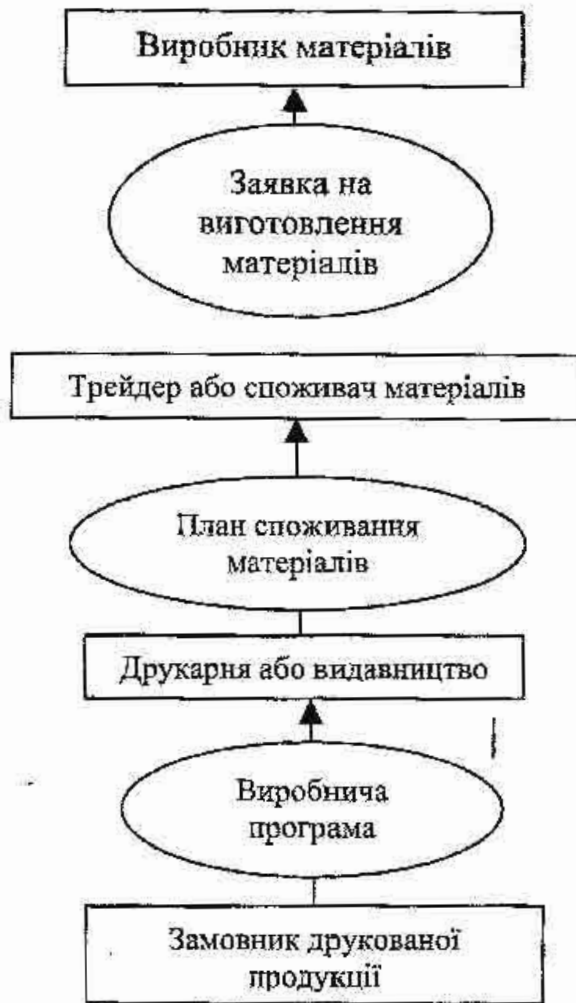 Виробник матеріалів
Заявка на
виготовлення
матеріалів
Трейдер або споживач матеріалів
План споживання
матеріалів
Друкарня або видавництво
Виробнича
програма
Замовник друкованої
продукції